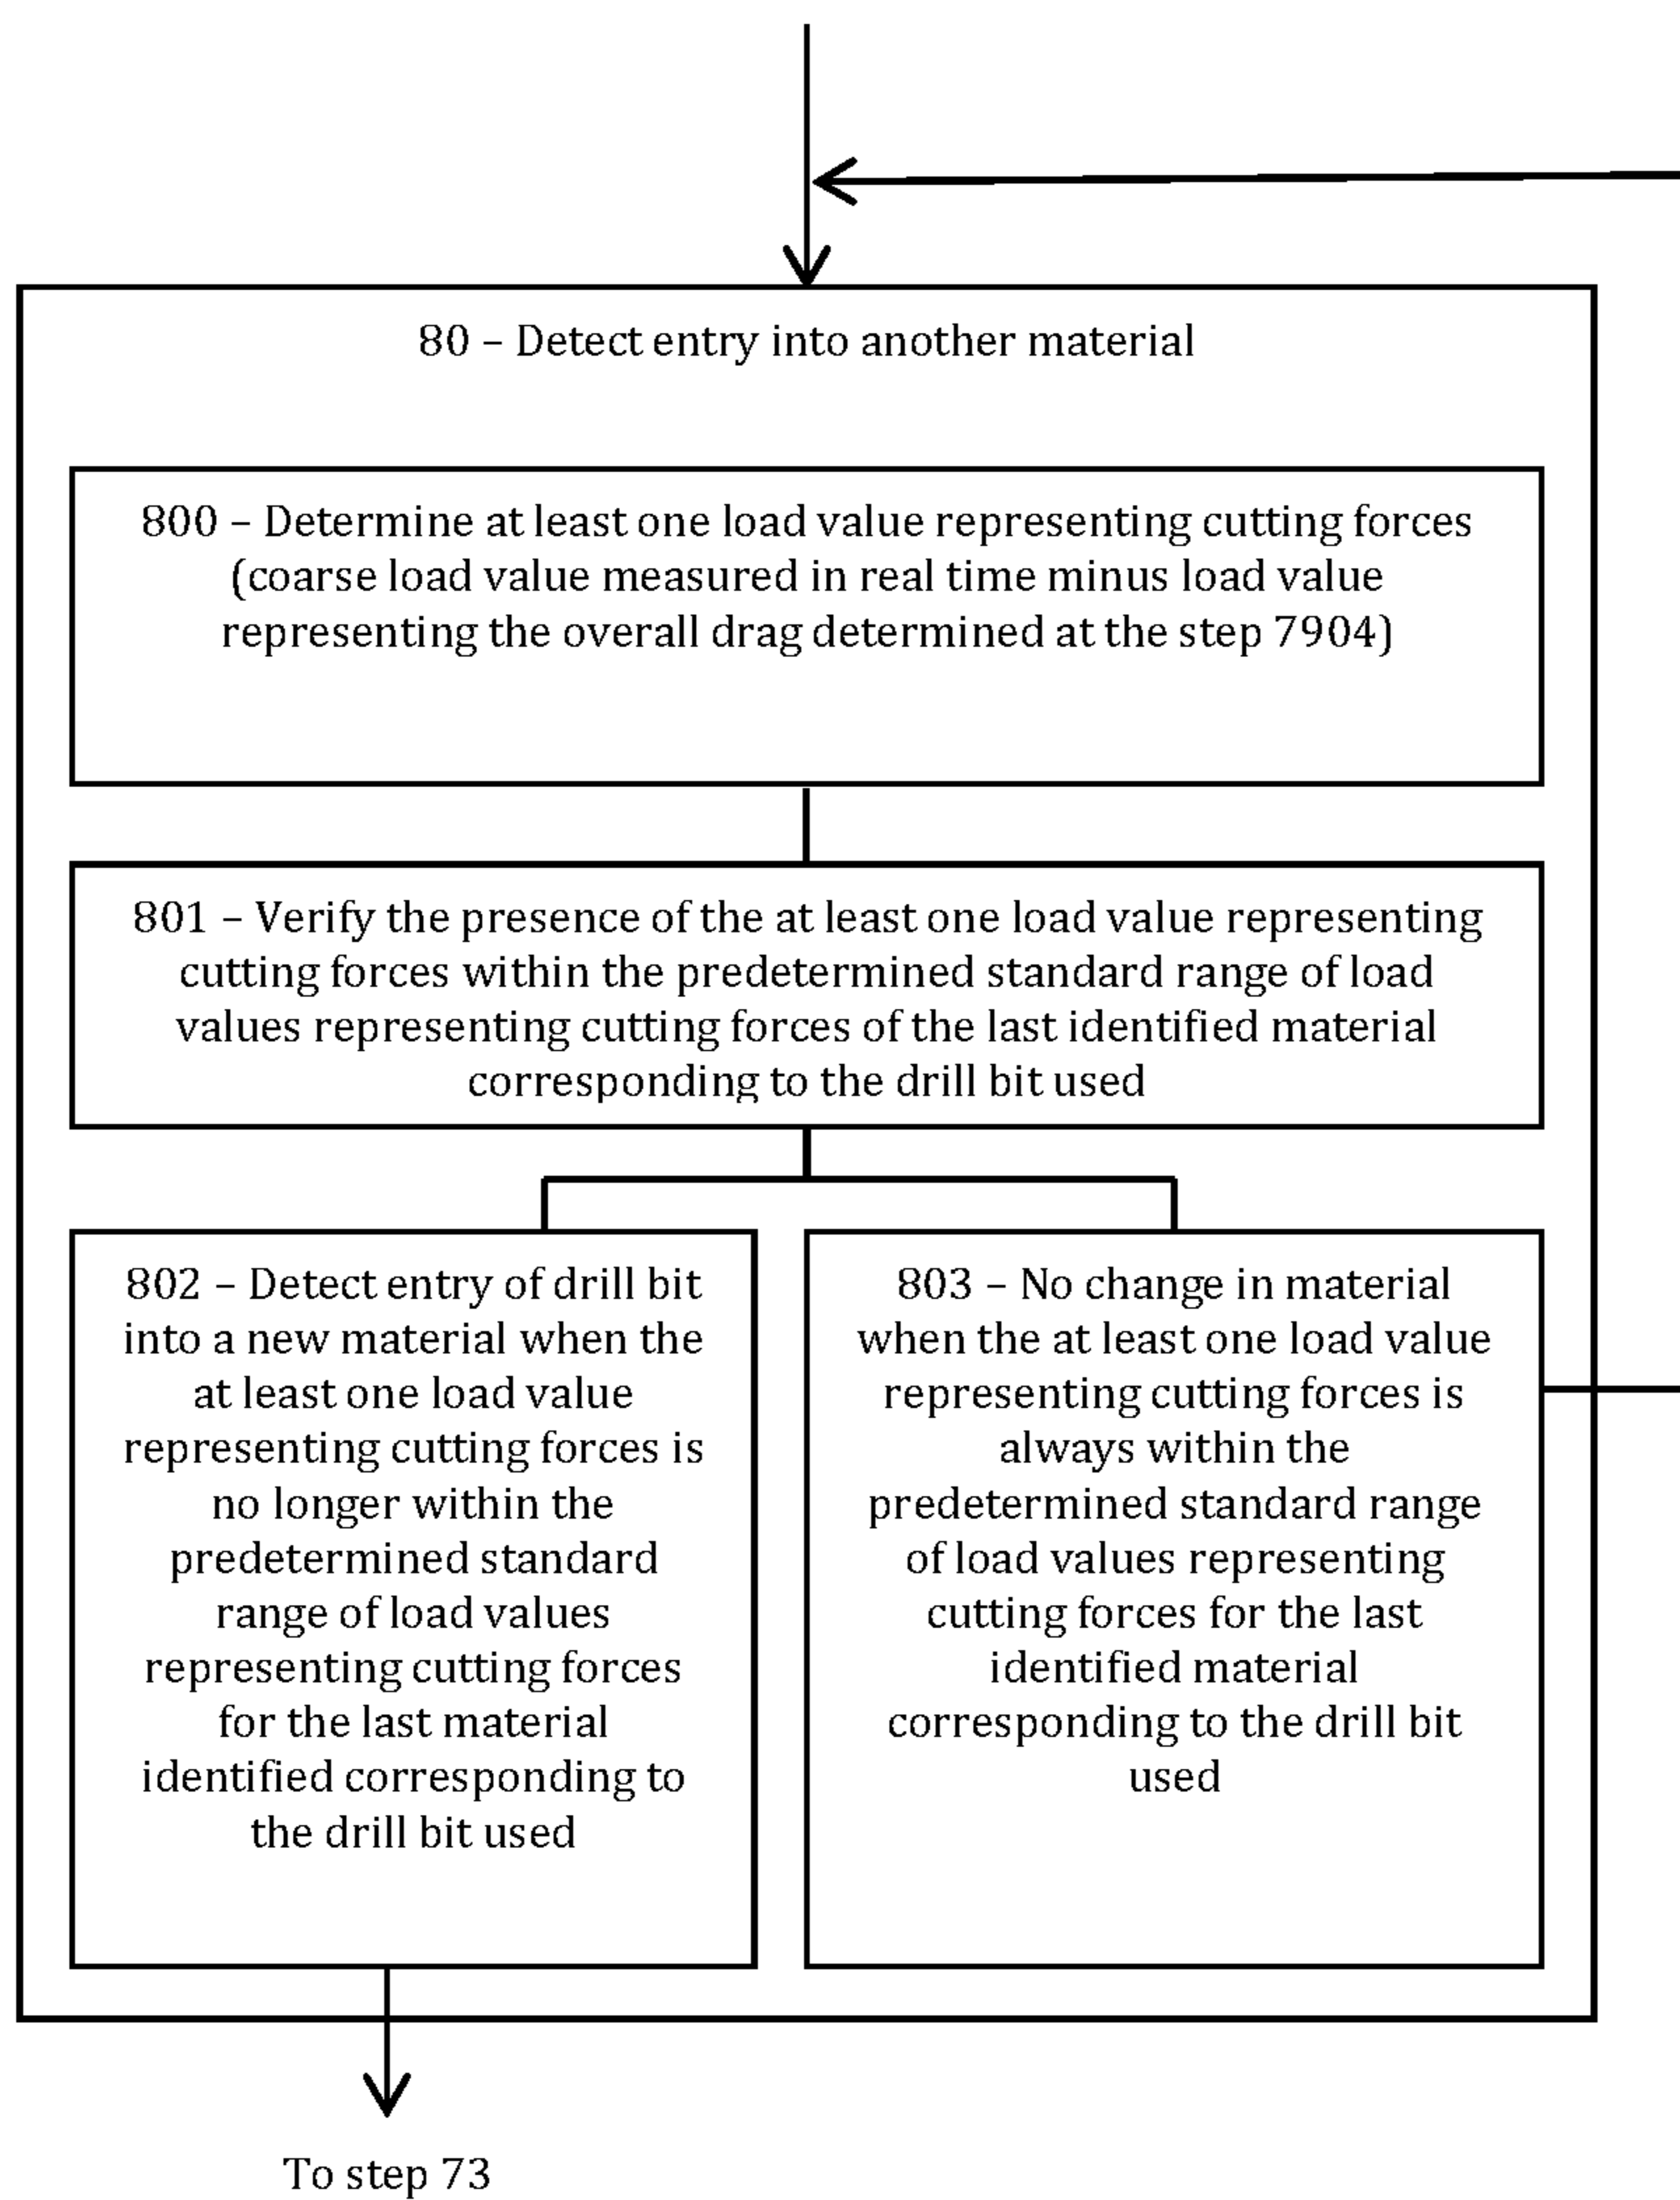 80 – Detect entry into another material
800 – Determine at least one load value representing cutting forces
(coarse load value measured in real time minus load value
representing the overall drag determined at the step 7904)
801 – Verify the presence of the at least one load value representing
cutting forces within the predetermined standard range of load
values representing cutting forces of the last identified material
corresponding to the drill bit used
802 – Detect entry of drill bit
into a new material when the
at least one load value
representing cutting forces is
no longer within the
predetermined standard
range of load values
representing cutting forces
for the last material
identified corresponding to
the drill bit used
803 – No change in material
when the at least one load value
representing cutting forces is
always within the
predetermined standard range
of load values representing
cutting forces for the last
identified material
corresponding to the drill bit
used
To step 73